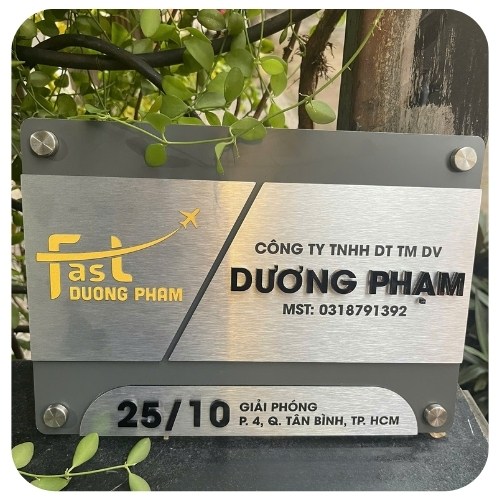 Fast
DUONG PHAM
CÔNG TY TNHH DT TM DV
DƯƠNG PHẠM
MST: 0318791392
25/10
GIẢI PHÓNG
P. 4, Q. TÂN BÌNH, TP. HCM